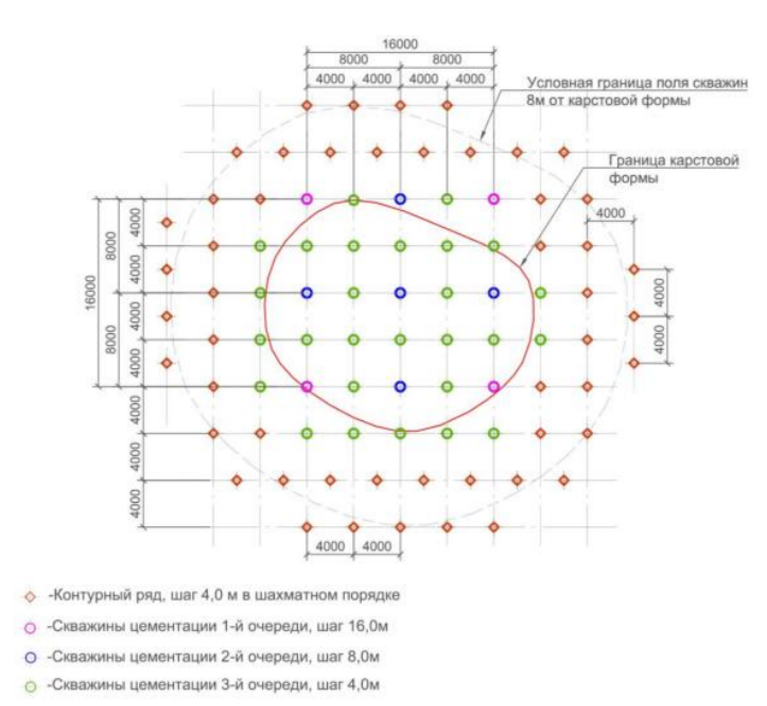 16000
8000 8000
4000 4000 4000 4000
Условная граница поля скважин
8м от карстовой формы
Граница карстовой
формы
4000
4000
4000
16000
8000
8000
4000
4000
4000
4000
4000
4000
4000 4000
-Контурный ряд, шаг 4,0 м в шахматном порядке
-Скважины цементации 1-й очереди, шаг 16,0м
-Скважины цементации 2-й очереди, шаг 8,0м
-Скважины цементации 3-й очереди, шаг 4,0м